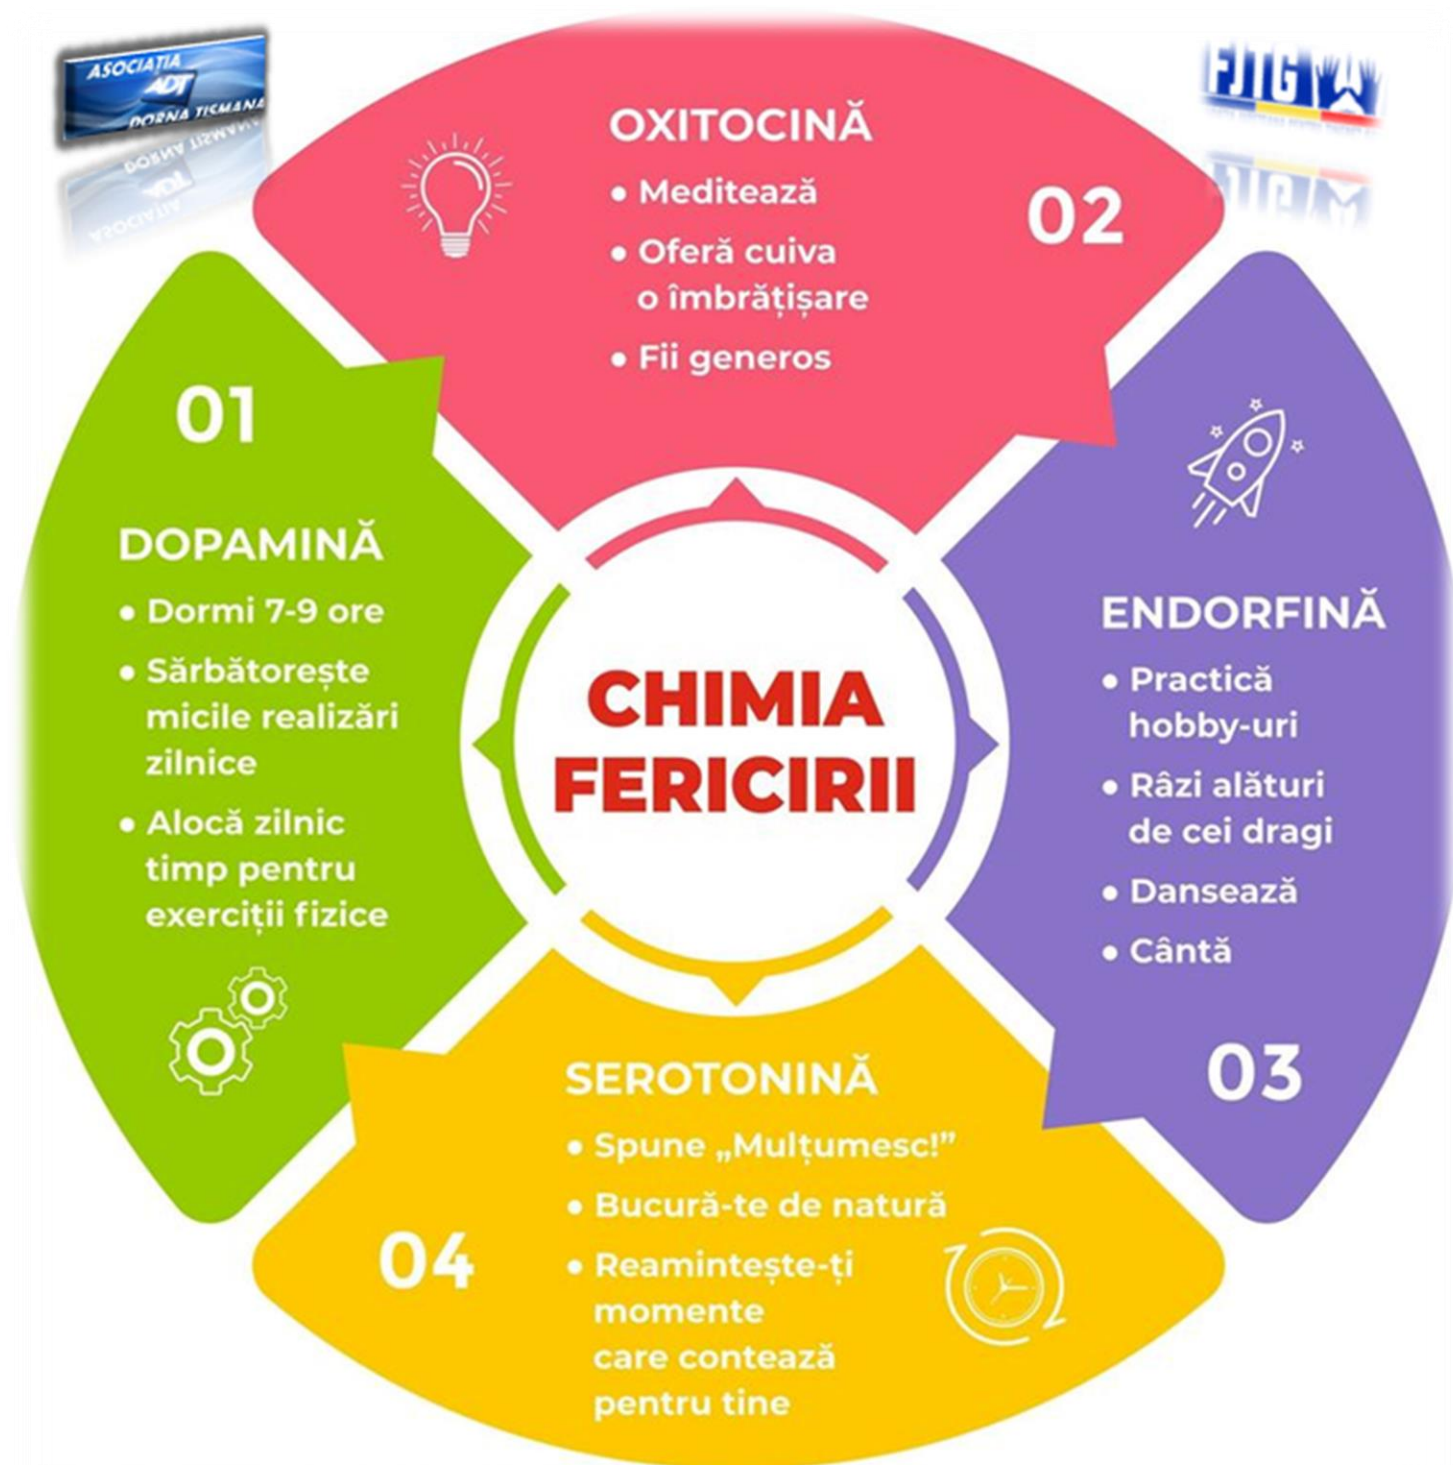 ASOCIAȚIA
ADT
DORNA TISMANA
FJTG
OXITOCINĂ
• Meditează
• Oferă cuiva
o îmbrățișare
• Fii generos
02
01
DOPAMINĂ
• Dormi 7-9 ore
• Sărbătorește
micile realizări
zilnice
• Alocă zilnic
timp pentru
exerciții fizice
CHIMIA
FERICIRII
ENDORFINĂ
• Practică
hobby-uri
• Râzi alături
de cei dragi
• Dansează
• Cântă
03
SEROTONINĂ
• Spune „Mulțumesc!”
• Bucură-te de natură
• Reamintește-ți
momente
care contează
pentru tine
04